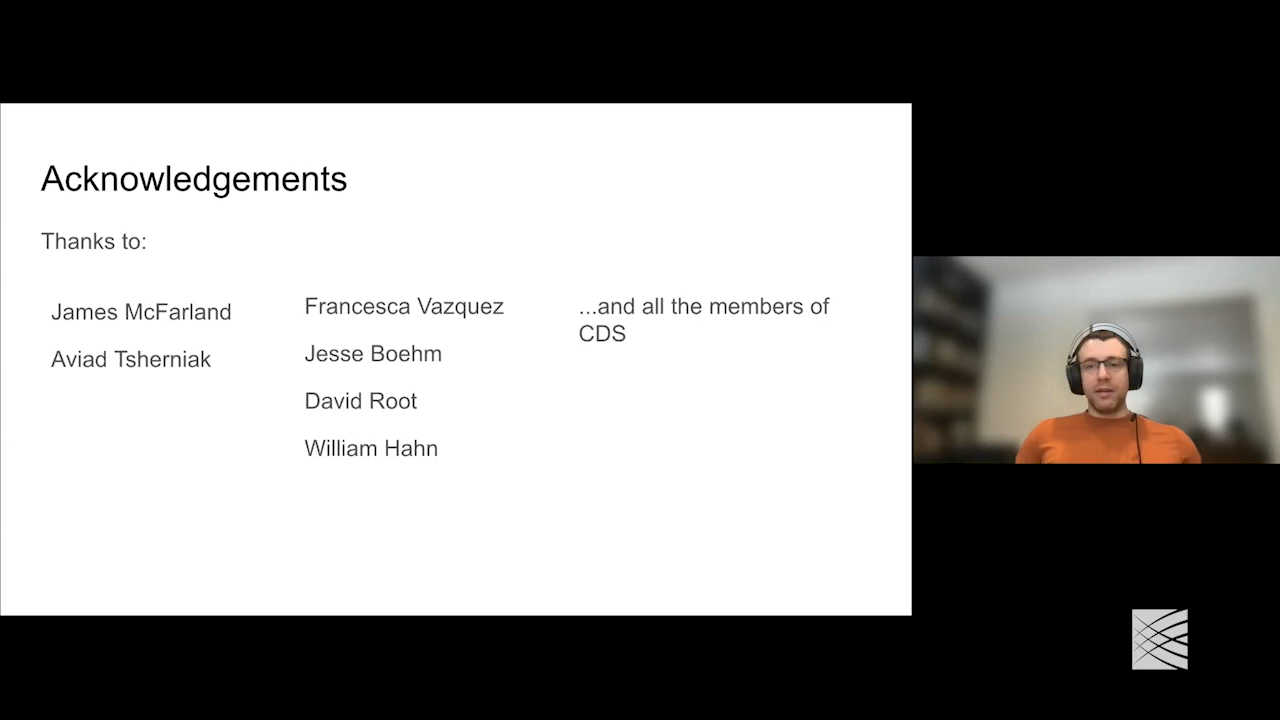 Acknowledgements
Thanks to:
James McFarland
Aviad Tsherniak
Francesca Vazquez
Jesse Boehm
David Root
William Hahn
...and all the members of
CDS